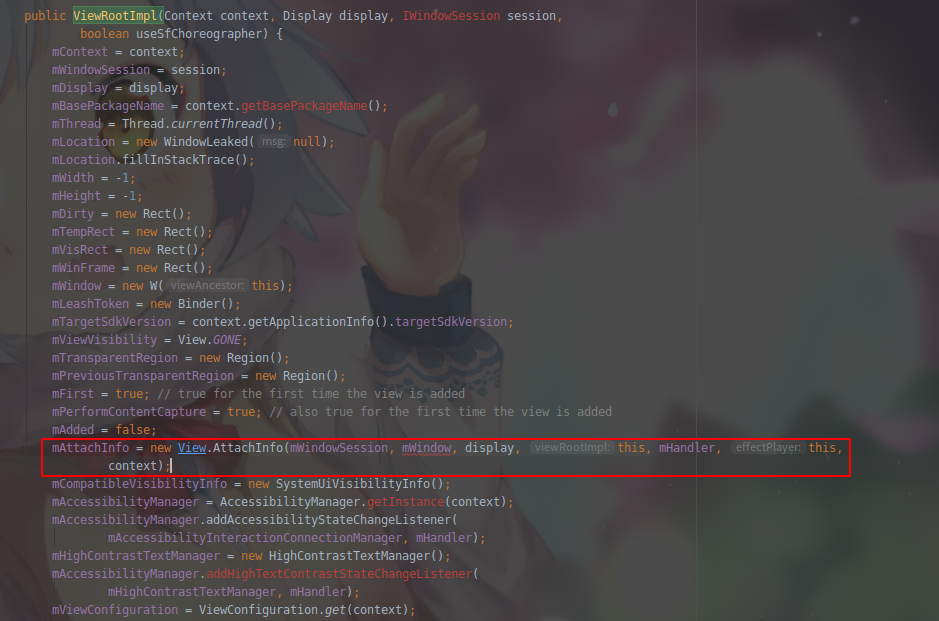 public ViewRootImpl(Context context, Display display, IWindowSession session,
boolean useSfChoreographer) {
mContext = context;
mWindowSession = session;
mDisplay = display;
mBasePackageName = context.getBasePackageName();
mThread = Thread.currentThread();
mLocation = new WindowLeaked( msg: null);
mLocation.fillInStackTrace();
mWidth = -1;
mHeight = -1;
mDirty = new Rect();
mTempRect = new Rect();
mVisRect = new Rect();
mWinFrame = new Rect();
mWindow = new W( viewAncestor: this);
mLeashToken = new Binder();
mTargetSdkVersion = context.getApplicationInfo().targetSdkVersion;
mViewVisibility = View.GONE;
mTransparentRegion = new Region();
mPreviousTransparentRegion = new Region();
mFirst = true; // true for the first time the view is added
mPerformContentCapture = true; // also true for the first time the view is added
mAdded = false;
mAttachInfo = new View.AttachInfo(mWindowSession, mWindow, display, viewRootImpl: this, mHandler, effectPlayer: this,
context);
mCompatibleVisibilityInfo = new SystemUiVisibilityInfo();
mAccessibilityManager = AccessibilityManager.getInstance(context);
mAccessibilityManager.addAccessibilityStateChangeListener(
mAccessibilityInteractionConnectionManager, mHandler);
mHighContrastTextManager = new HighContrastTextManager();
mAccessibilityManager.addHighTextContrastStateChangeListener(
mHighContrastTextManager, mHandler);
mViewConfiguration = ViewConfiguration.get(context);